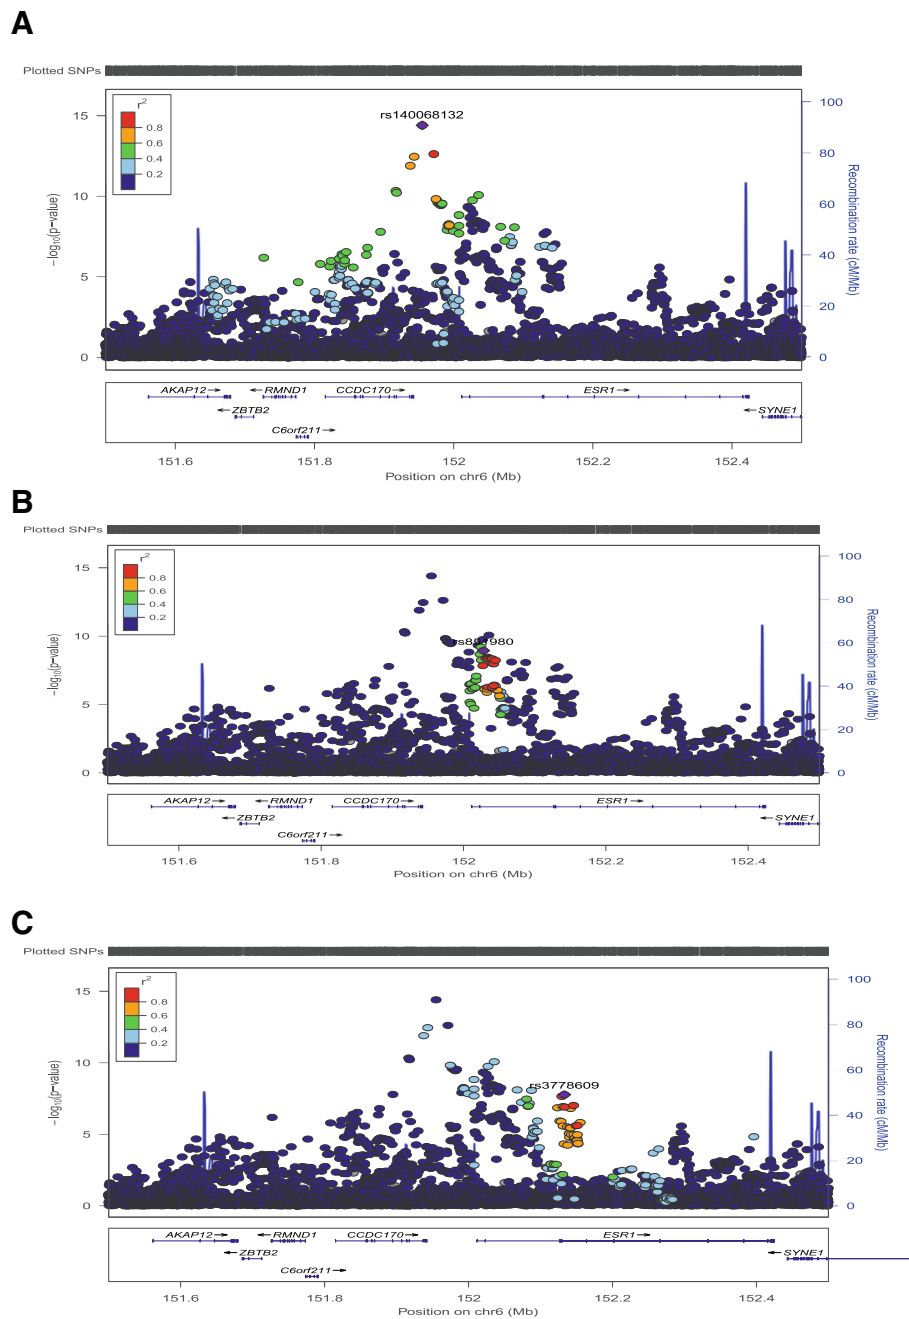 A
Plotted SNPs
r2
0.8
0.6
0.4
0.2
rs140068132
15
10
5
0
−log10(p−value)
100
80
60
40
20
0
Recombination rate (cM/Mb)
AKAP12 RMND1 CCDC170 ESR1
ZBTB2 SYNE1
C6orf211
151.6 151.8 152 152.2 152.4
Position on chr6 (Mb)
B
Plotted SNPs
r2
0.8
0.6
0.4
0.2
15
10
5
0
−log10(p−value)
100
80
60
40
20
0
Recombination rate (cM/Mb)
AKAP12 RMND1 CCDC170 ESR1
ZBTB2 SYNE1
C6orf211
151.6 151.8 152 152.2 152.4
Position on chr6 (Mb)
C
Plotted SNPs
r2
0.8
0.6
0.4
0.2
rs3778609
15
10
5
0
−log10(p−value)
100
80
60
40
20
0
Recombination rate (cM/Mb)
AKAP12 RMND1 CCDC170 ESR1
ZBTB2 SYNE1
C6orf211
151.6 151.8 152 152.2 152.4
Position on chr6 (Mb)